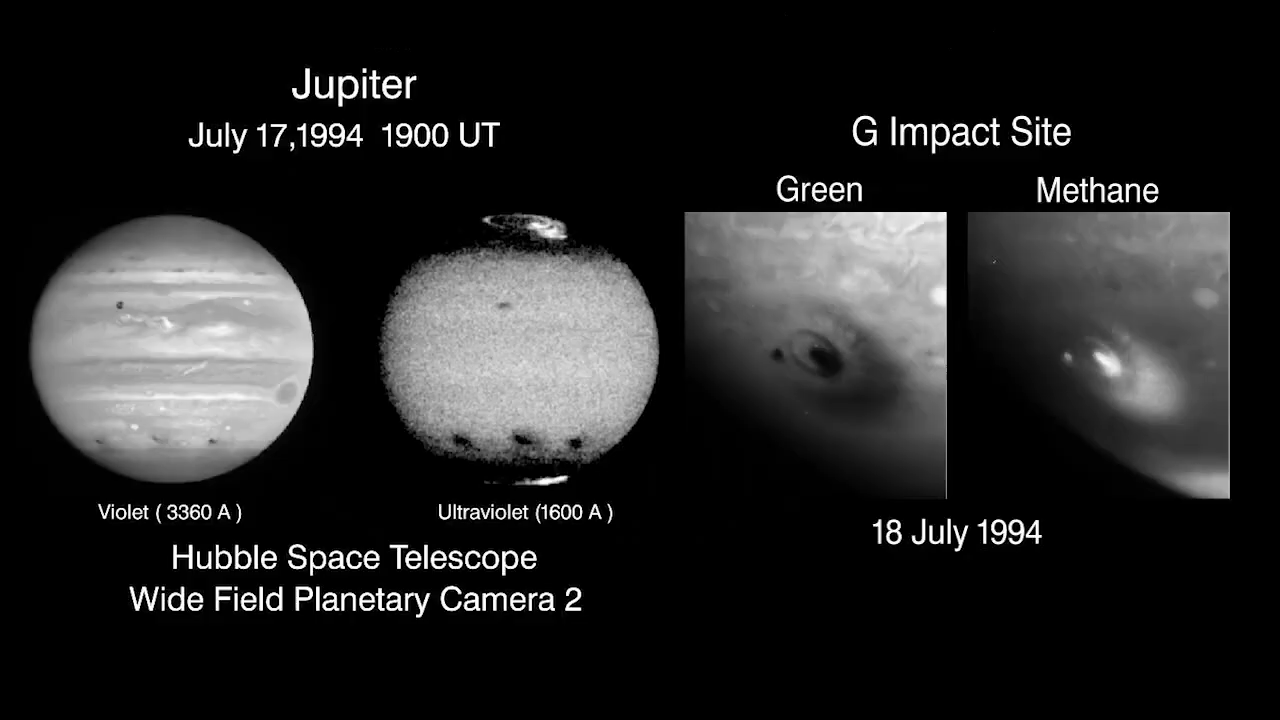 Jupiter
July 17,1994 1900 UT
Violet ( 3360 A )
Ultraviolet (1600 A )
Hubble Space Telescope
Wide Field Planetary Camera 2
G Impact Site
Green
Methane
18 July 1994